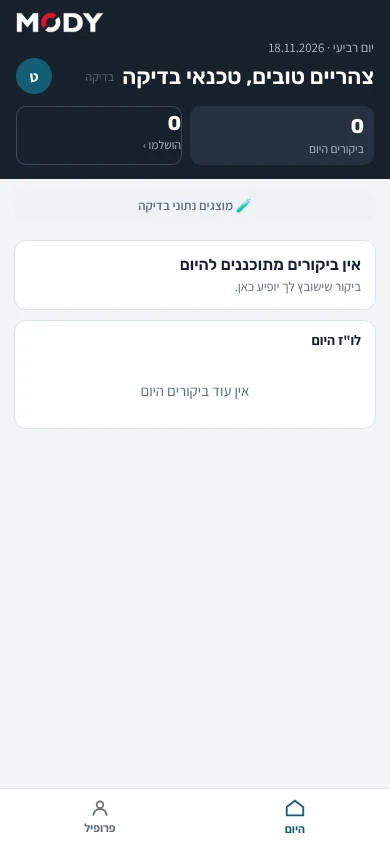 MODY
יום רביעי · 18.11.2026
צהריים טובים, טכנאי בדיקה בדיקה
ט
0
ביקורים היום
0
הושלמו ›
🧪 מוצגים נתוני בדיקה
אין ביקורים מתוכננים להיום
ביקור שישובץ לך יופיע כאן.
לו"ז היום
אין עוד ביקורים היום
היום
פרופיל